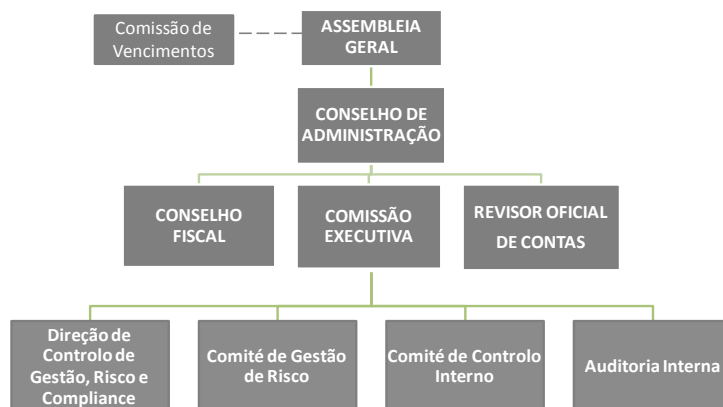 Comissão de
Vencimentos
ASSEMBLEIA
GERAL
CONSELHO DE
ADMINISTRAÇÃO
CONSELHO
FISCAL
COMISSÃO
EXECUTIVA
REVISOR OFICIAL
DE CONTAS
Direção de
Controlo de
Gestão, Risco e
Compliance
Comité de Gestão
de Risco
Comité de Controlo
Interno
Auditoria Interna